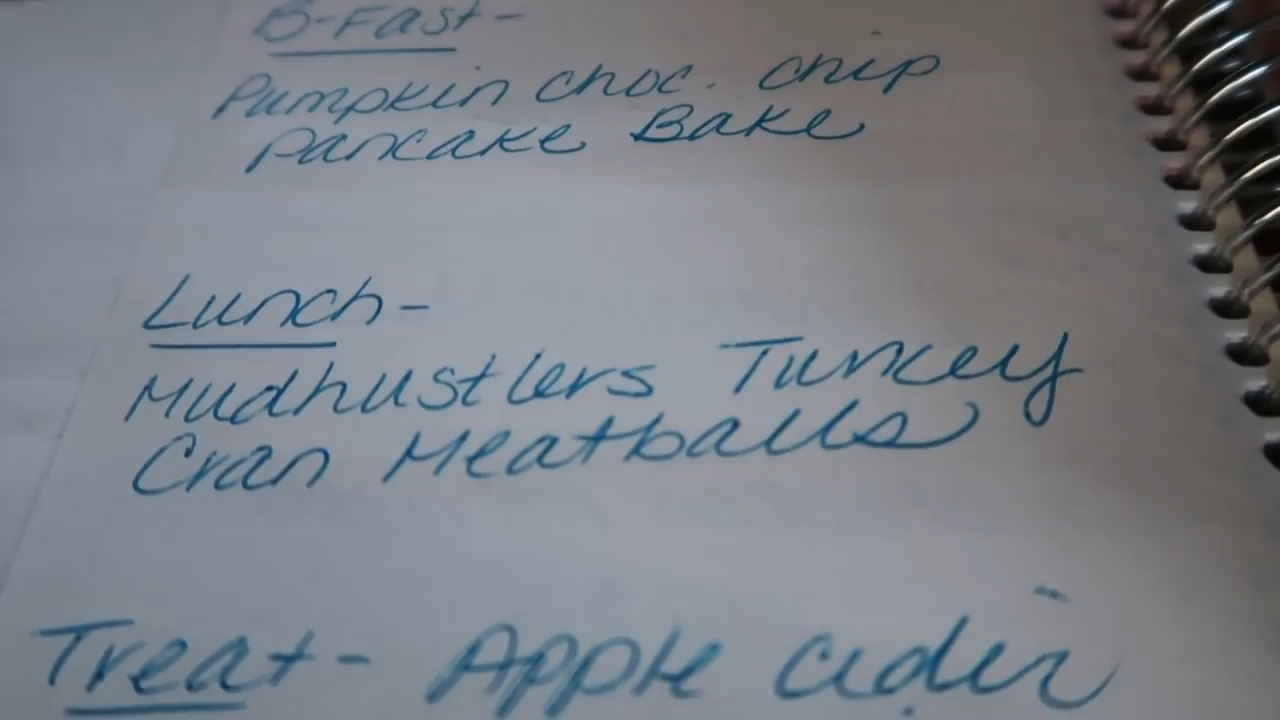 B-Fast-
Pumpkin choc. chip
Pancake Bake
Lunch-
Mudhustlers Turkey
Cran Meatballs
Treat- Apple cider